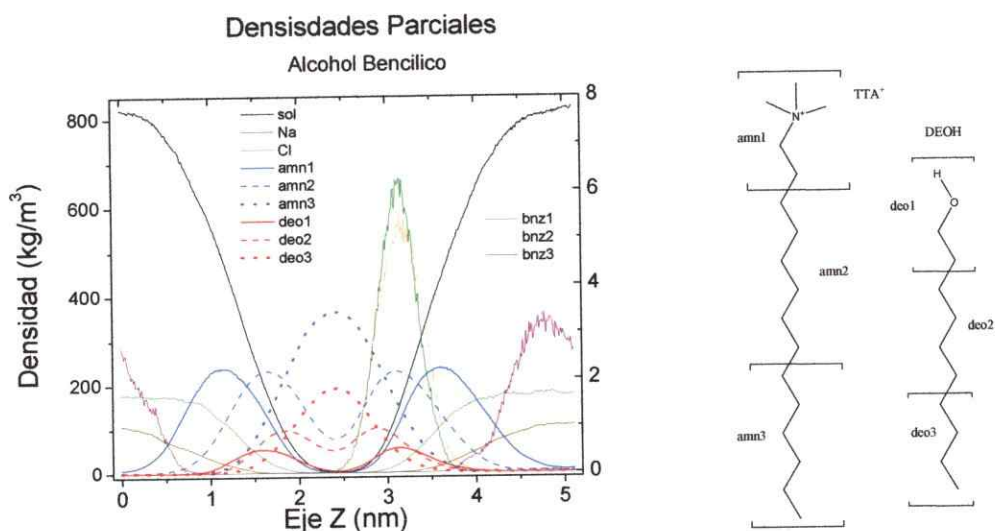 Densisdades Parciales
Alcohol Bencilico
Densidad (kg/m³)
800
600
400
200
0
8
6
4
2
0
sol
Na
Cl
amn1
amn2
amn3
deo1
deo2
deo3
bnz1
bnz2
bnz3
0 1 2 3 4 5
Eje Z (nm)
TTA⁺
N⁺
amn1
amn2
amn3
DEOH
H
O
deo1
deo2
deo3